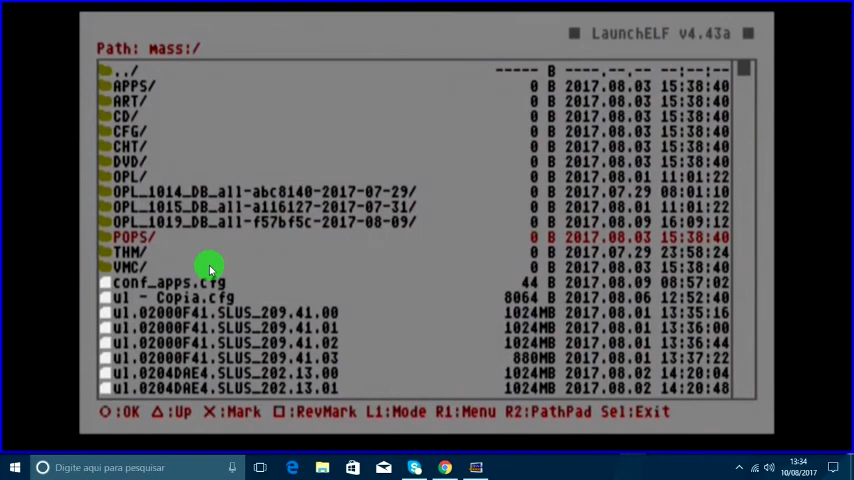 LaunchELF v4.43a
Path: mass:/
../ ----- B ----.--.-- --:--:--
APPS/ 0 B 2017.08.03 15:38:40
ART/ 0 B 2017.08.03 15:38:40
CD/ 0 B 2017.08.03 15:38:40
CFG/ 0 B 2017.08.03 15:38:40
CHT/ 0 B 2017.08.03 15:38:40
DVD/ 0 B 2017.08.03 15:38:40
OPL/ 0 B 2017.08.01 11:01:22
OPL_1014_DB_all-abc8140-2017-07-29/ 0 B 2017.07.29 08:01:10
OPL_1015_DB_all-a116127-2017-07-31/ 0 B 2017.08.01 11:01:22
OPL_1019_DB_all-f57bf5c-2017-08-09/ 0 B 2017.08.09 16:09:12
POPS/ 0 B 2017.08.03 15:38:40
THM/ 0 B 2017.07.29 23:58:24
VMC/ 0 B 2017.08.03 15:38:40
conf_apps.cfg 44 B 2017.08.09 08:57:02
ul - Copia.cfg 8064 B 2017.08.06 12:52:40
ul.02000F41.SLUS_209.41.00 1024MB 2017.08.01 13:35:16
ul.02000F41.SLUS_209.41.01 1024MB 2017.08.01 13:36:00
ul.02000F41.SLUS_209.41.02 1024MB 2017.08.01 13:36:44
ul.02000F41.SLUS_209.41.03 880MB 2017.08.01 13:37:22
ul.0204DAE4.SLUS_202.13.00 1024MB 2017.08.02 14:20:04
ul.0204DAE4.SLUS_202.13.01 1024MB 2017.08.02 14:20:48
O:OK △:Up X:Mark □:RevMark L1:Mode R1:Menu R2:PathPad Sel:Exit
Digite aqui para pesquisar
13:34
10/08/2017